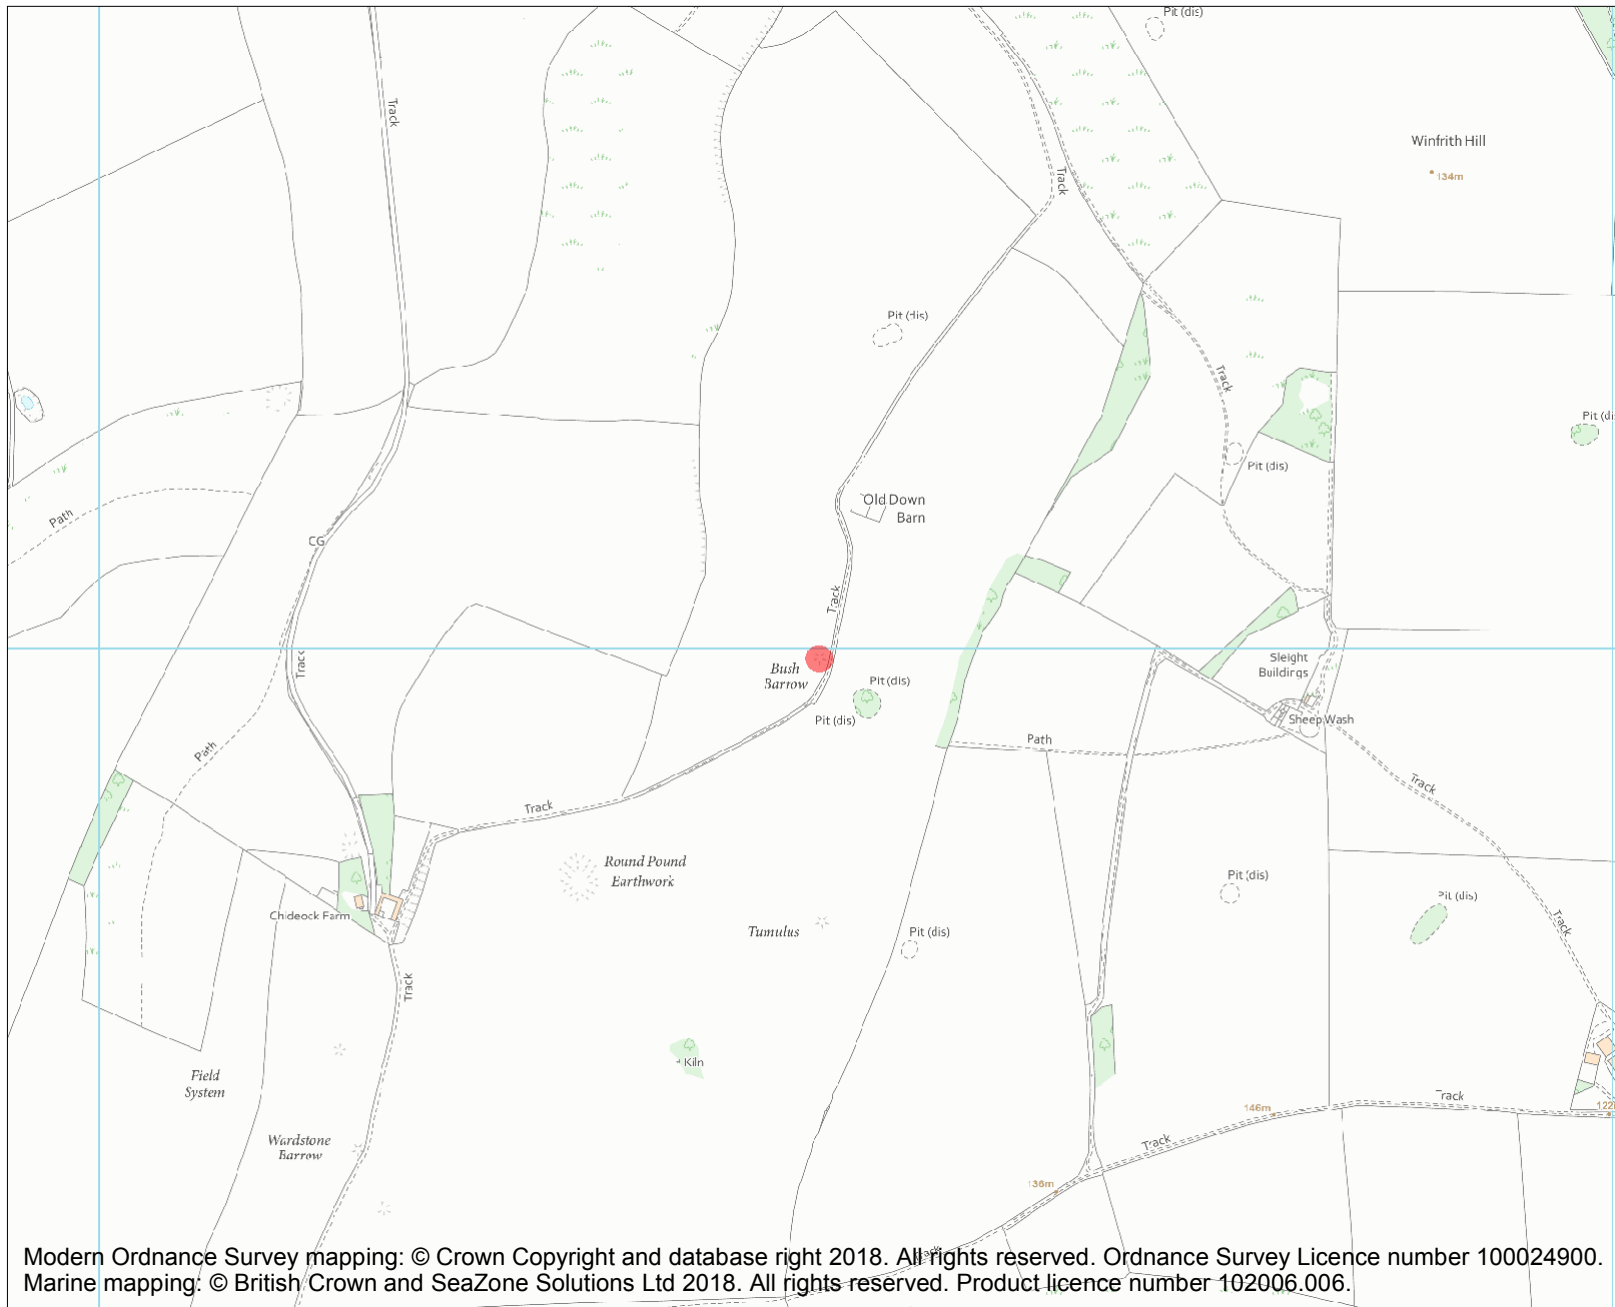 Pit (dis)
Track
Winfrith Hill
134m
Track
Pit (dis)
Track
Pit (di
Pit (dis)
Old Down
Barn
Path
CG
Track
Track
Sleight
Buildings
Bush
Barrow
Pit (dis)
Pit (dis)
Sheep Wash
Path
Path
Track
Track
Round Pound
Earthwork
Pit (dis)
Pit (dis)
Chideock Farm
Tumulus
Pit (dis)
Track
Track
Kiln
Field
System
Track
146m
122
Wardstone
Barrow
Track
136m
Track
Modern Ordnance Survey mapping: © Crown Copyright and database right 2018. All rights reserved. Ordnance Survey Licence number 100024900.
Marine mapping: © British Crown and SeaZone Solutions Ltd 2018. All rights reserved. Product licence number 102006.006.